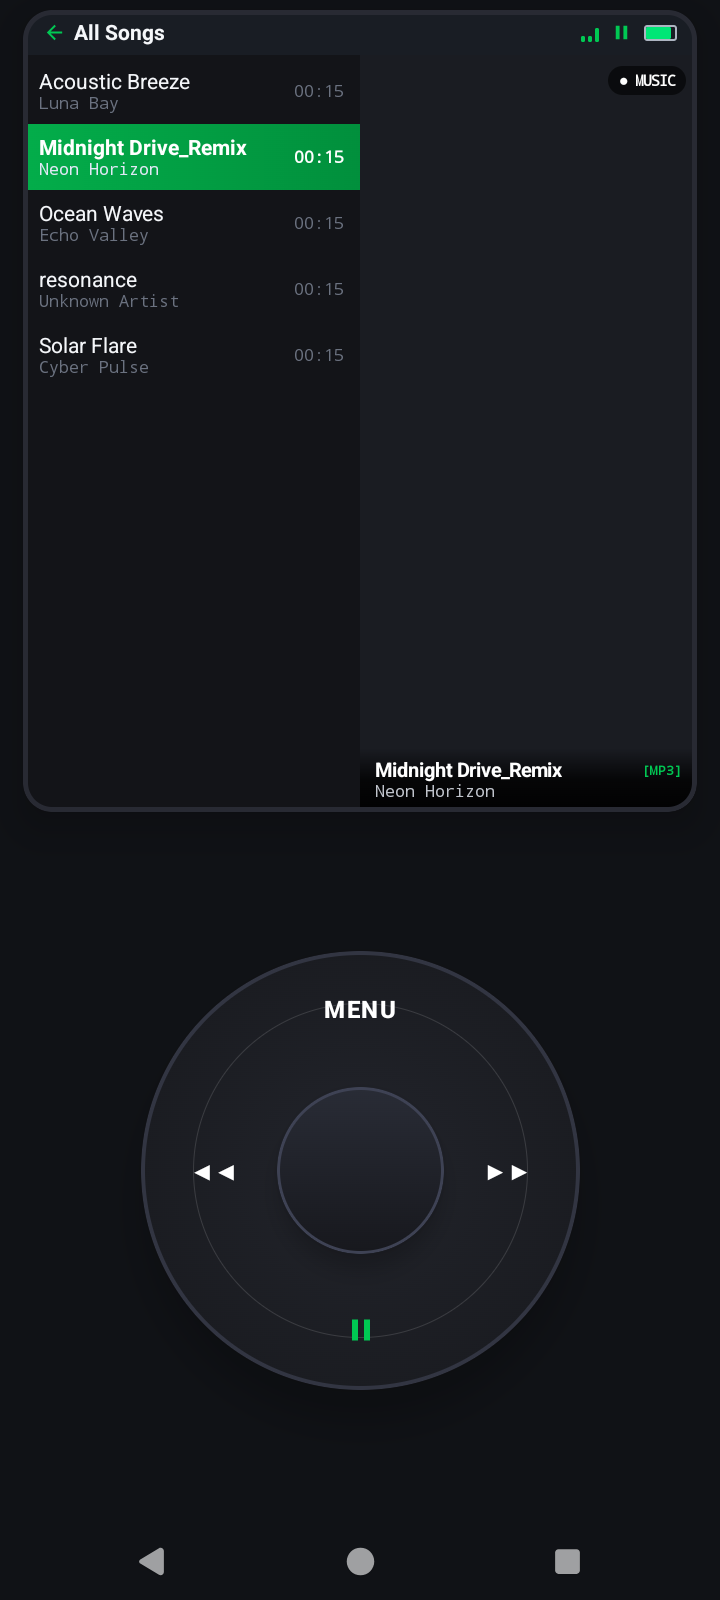 All Songs
Acoustic Breeze 00:15
Luna Bay
Midnight Drive_Remix 00:15
Neon Horizon
Ocean Waves 00:15
Echo Valley
resonance 00:15
Unknown Artist
Solar Flare 00:15
Cyber Pulse
● MUSIC
Midnight Drive_Remix [MP3]
Neon Horizon
MENU